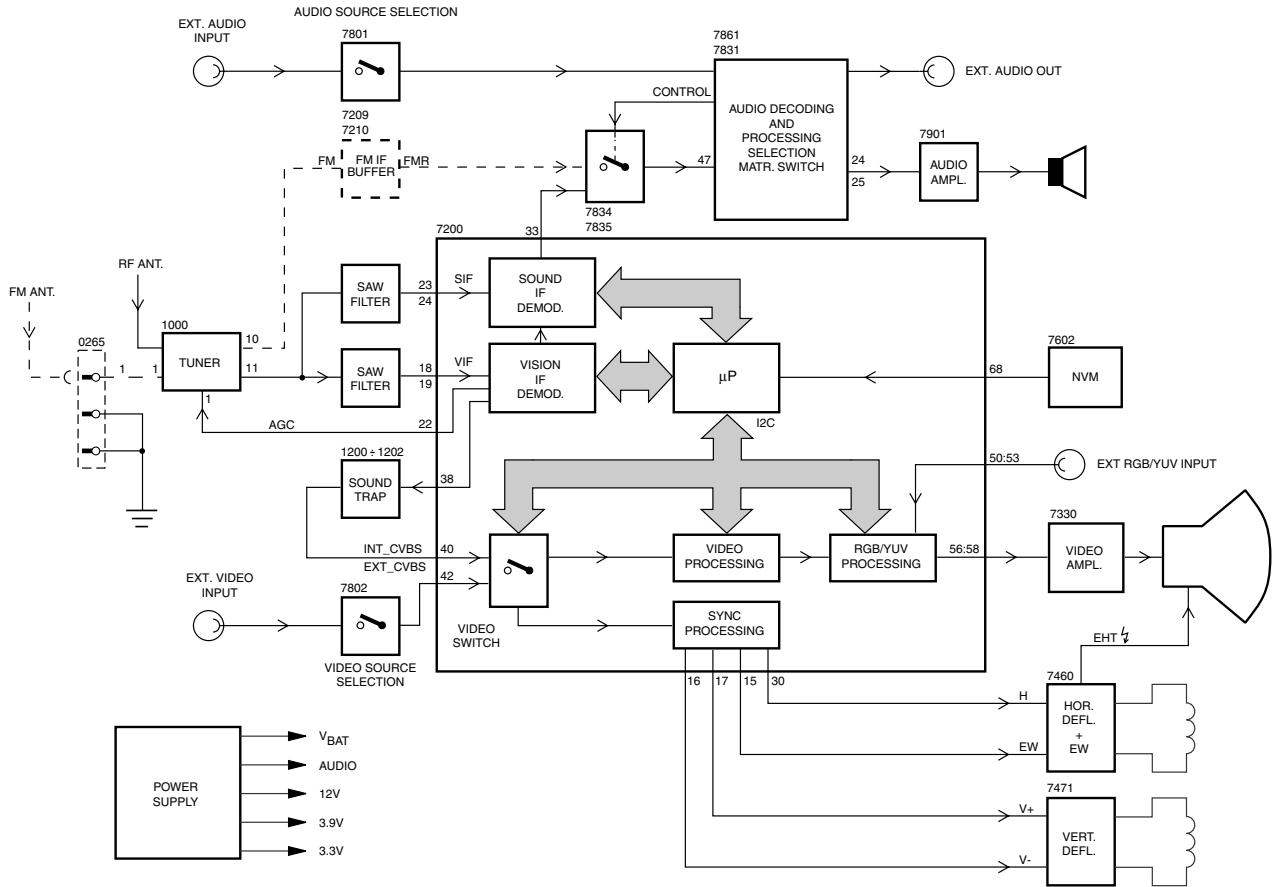 AUDIO SOURCE SELECTION
EXT. AUDIO
INPUT
7801
7861
7831
EXT. AUDIO OUT
CONTROL
AUDIO DECODING
AND
PROCESSING
SELECTION
MATR. SWITCH
7209
7210
FM
FM IF
BUFFER
FMR
47
24
25
7901
AUDIO
AMPL.
7834
7835
7200
33
RF ANT.
FM ANT.
SAW
FILTER
23
24
SIF
SOUND
IF
DEMOD.
1000
TUNER
10
11
0265
1
1
1
SAW
FILTER
18
19
VIF
VISION
IF
DEMOD.
µP
I2C
68
7602
NVM
AGC
22
1200 ÷ 1202
SOUND
TRAP
38
50:53
EXT RGB/YUV INPUT
INT_CVBS
40
EXT_CVBS
42
VIDEO
PROCESSING
RGB/YUV
PROCESSING
56:58
7330
VIDEO
AMPL.
EXT. VIDEO
INPUT
7802
VIDEO
SWITCH
SYNC
PROCESSING
VIDEO SOURCE
SELECTION
EHT
16
17
15
30
7460
H
HOR.
DEFL.
+
EW
EW
POWER
SUPPLY
VBAT
AUDIO
12V
3.9V
3.3V
7471
V+
VERT.
DEFL.
V-